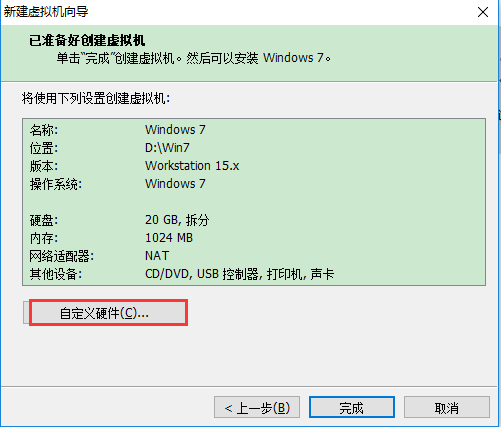 新建虚拟机向导
已准备好创建虚拟机
单击“完成”创建虚拟机。然后可以安装 Windows 7。
将使用下列设置创建虚拟机:
名称: Windows 7
位置: D:\Win7
版本: Workstation 15.x
操作系统: Windows 7
硬盘: 20 GB, 拆分
内存: 1024 MB
网络适配器: NAT
其他设备: CD/DVD, USB 控制器, 打印机, 声卡
自定义硬件(C)...
< 上一步(B) 完成 取消